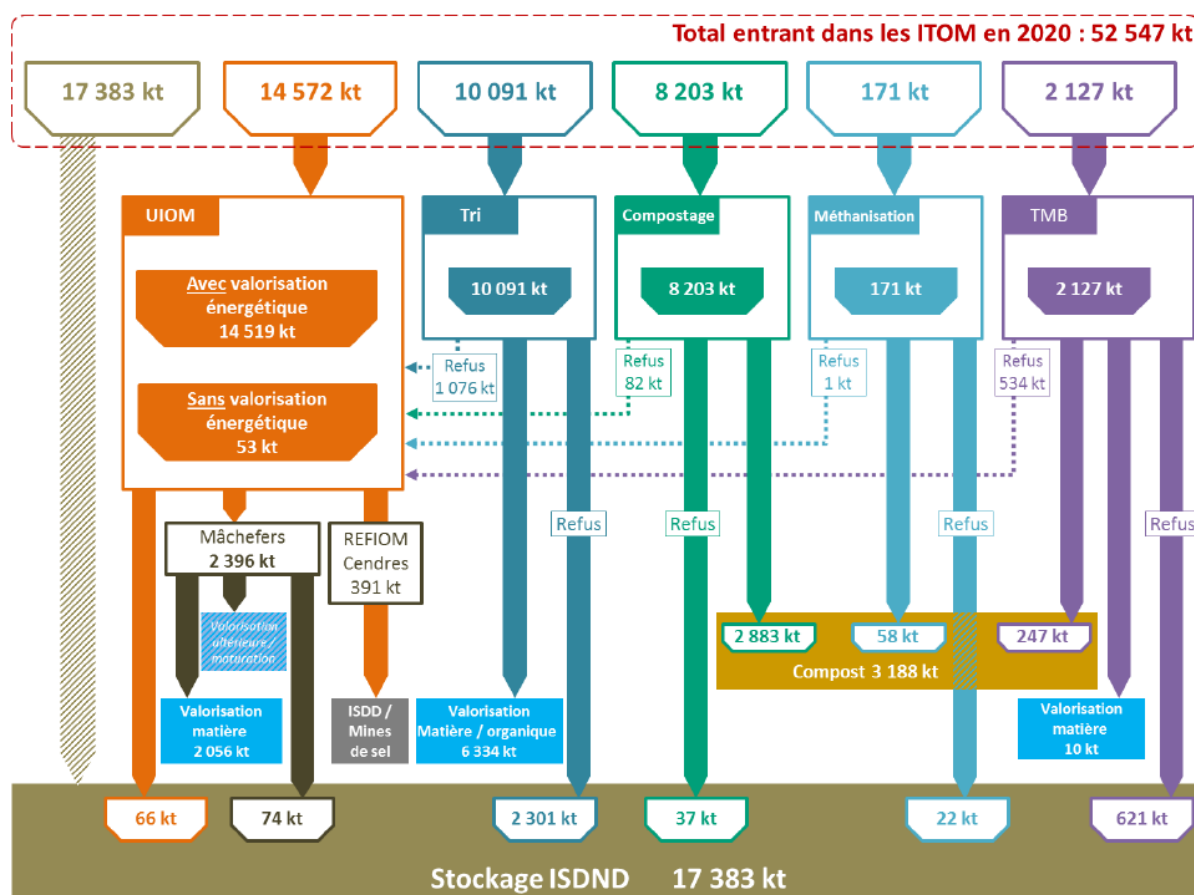 Total entrant dans les ITOM en 2020 : 52 547 kt
17 383 kt
14 572 kt
10 091 kt
8 203 kt
171 kt
2 127 kt
UIOM
Tri
Compostage
Méthanisation
TMB
Avec valorisation
énergétique
14 519 kt
10 091 kt
8 203 kt
171 kt
2 127 kt
Refus
1 076 kt
Refus
82 kt
Refus
1 kt
Refus
534 kt
Sans valorisation
énergétique
53 kt
Refus
Refus
Refus
Refus
Mâchefers
2 396 kt
REFIOM
Cendres
391 kt
Valorisation
ultérieure,
maturation
2 883 kt
58 kt
247 kt
Compost 3 188 kt
Valorisation
matière
2 056 kt
ISDD /
Mines
de sel
Valorisation
Matière / organique
6 334 kt
Valorisation
matière
10 kt
66 kt
74 kt
2 301 kt
37 kt
22 kt
621 kt
Stockage ISDND 17 383 kt